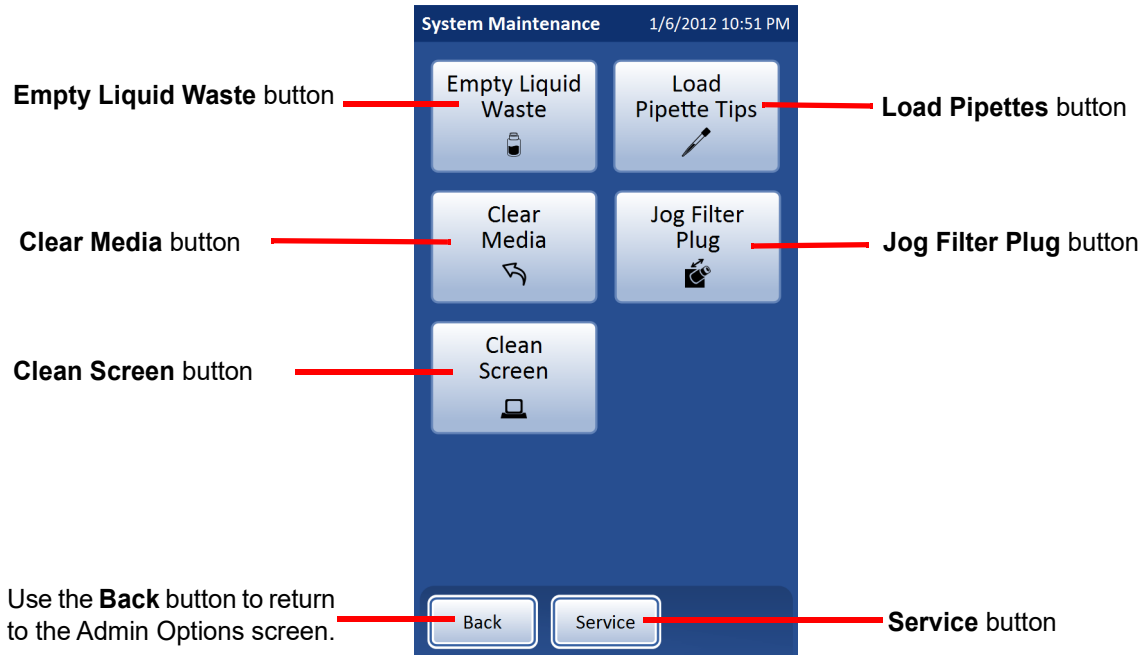 System Maintenance 1/6/2012 10:51 PM
Empty Liquid Waste button
Empty Liquid
Waste
Load
Pipette Tips
Load Pipettes button
Clear Media button
Clear
Media
Jog Filter
Plug
Jog Filter Plug button
Clean Screen button
Clean
Screen
Use the Back button to return
to the Admin Options screen.
Back
Service
Service button